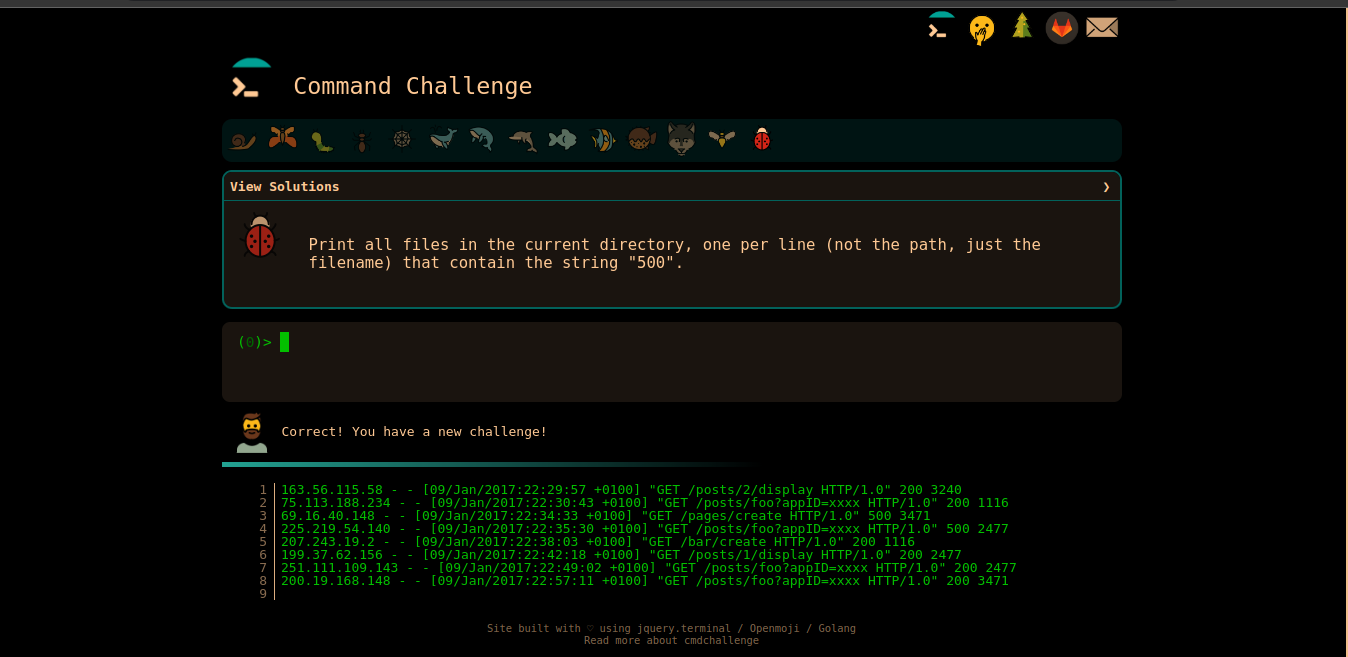 Command Challenge
View Solutions ❯
Print all files in the current directory, one per line (not the path, just the
filename) that contain the string "500".
(0)>
Correct! You have a new challenge!
1 163.56.115.58 - - [09/Jan/2017:22:29:57 +0100] "GET /posts/2/display HTTP/1.0" 200 3240
2 75.113.188.234 - - [09/Jan/2017:22:30:43 +0100] "GET /posts/foo?appID=xxxx HTTP/1.0" 200 1116
3 69.16.40.148 - - [09/Jan/2017:22:34:33 +0100] "GET /pages/create HTTP/1.0" 500 3471
4 225.219.54.140 - - [09/Jan/2017:22:35:30 +0100] "GET /posts/foo?appID=xxxx HTTP/1.0" 500 2477
5 207.243.19.2 - - [09/Jan/2017:22:38:03 +0100] "GET /bar/create HTTP/1.0" 200 1116
6 199.37.62.156 - - [09/Jan/2017:22:42:18 +0100] "GET /posts/1/display HTTP/1.0" 200 2477
7 251.111.109.143 - - [09/Jan/2017:22:49:02 +0100] "GET /posts/foo?appID=xxxx HTTP/1.0" 200 2477
8 200.19.168.148 - - [09/Jan/2017:22:57:11 +0100] "GET /posts/foo?appID=xxxx HTTP/1.0" 200 3471
9
Site built with ♡ using jquery.terminal / Openmoji / Golang
Read more about cmdchallenge